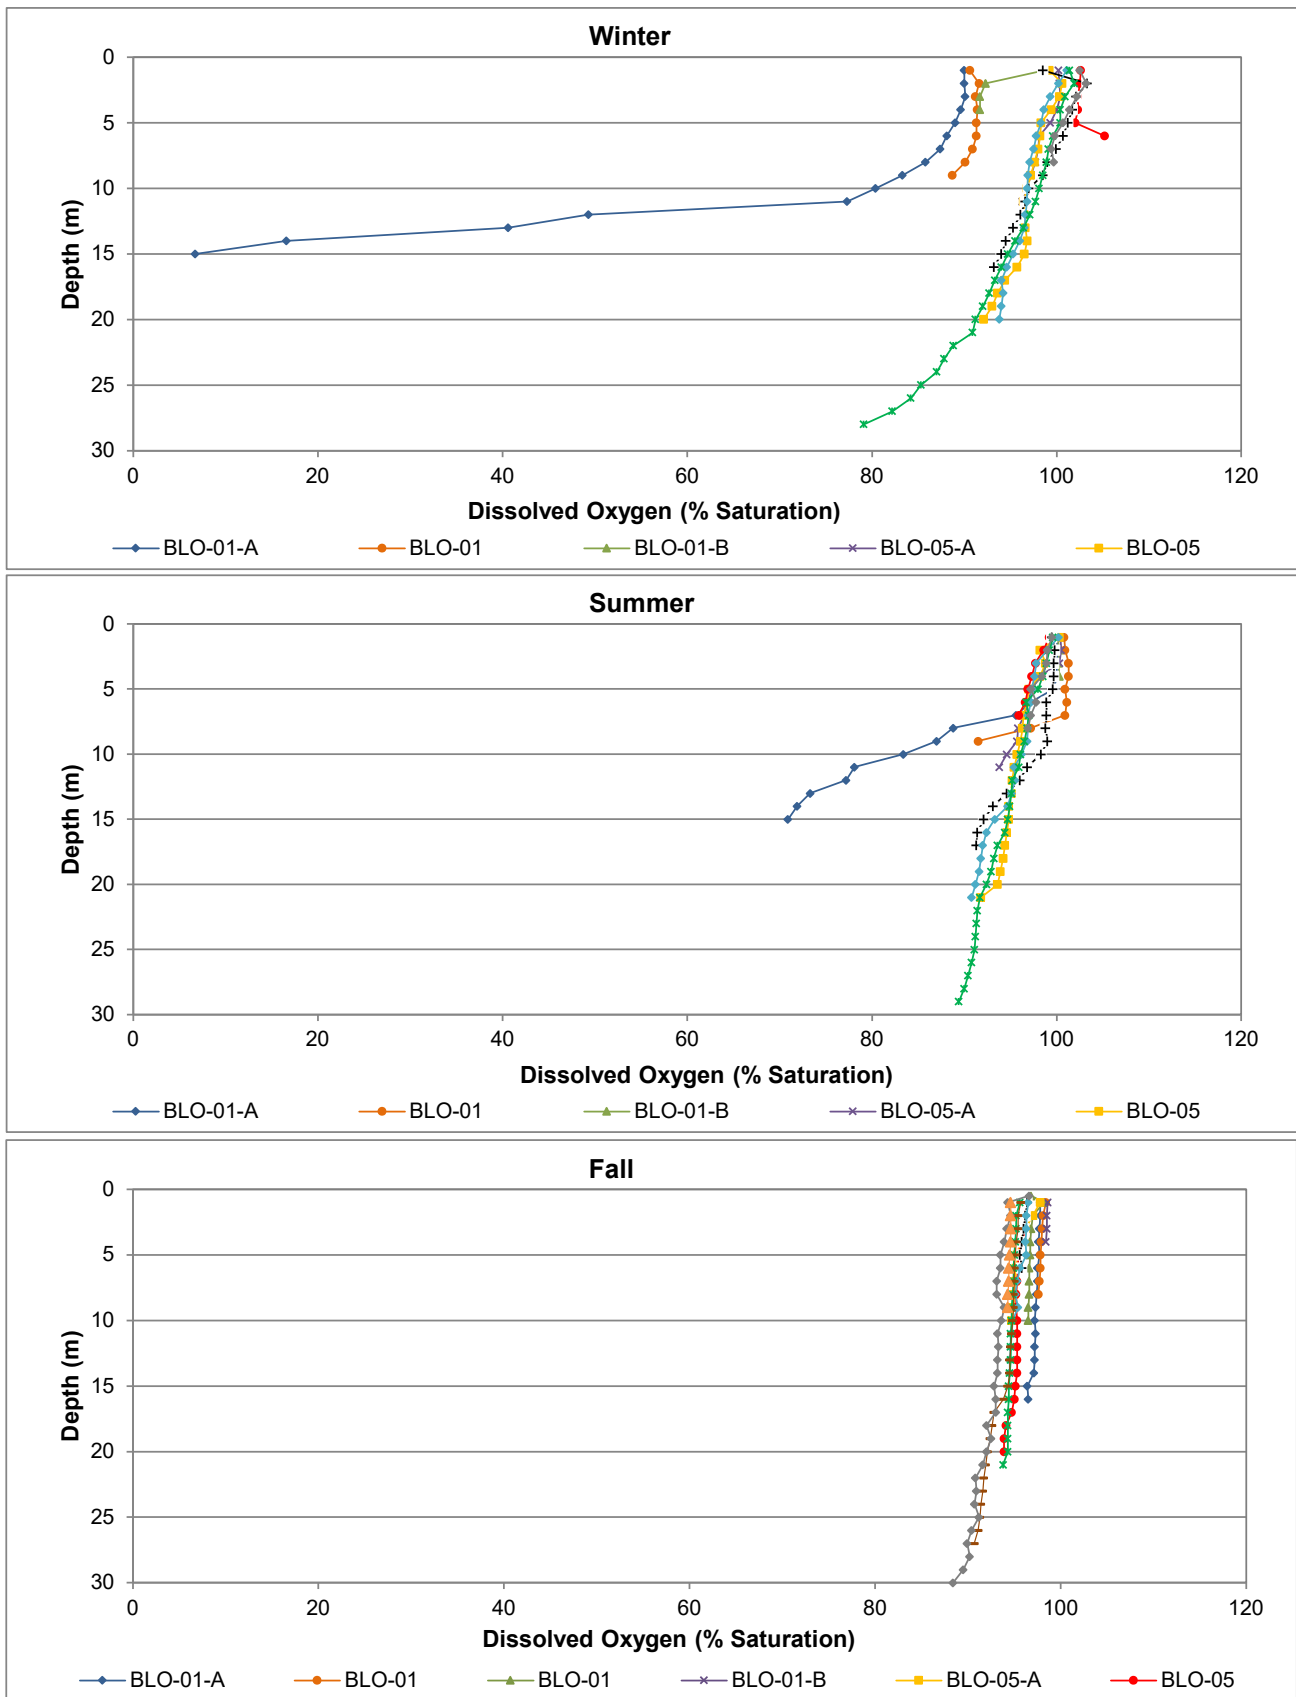 Winter
0
5
10
15
20
25
30
Depth (m)
0 20 40 60 80 100 120
Dissolved Oxygen (% Saturation)
BLO-01-A BLO-01 BLO-01-B BLO-05-A BLO-05
Summer
0
5
10
15
20
25
30
Depth (m)
0 20 40 60 80 100 120
Dissolved Oxygen (% Saturation)
BLO-01-A BLO-01 BLO-01-B BLO-05-A BLO-05
Fall
0
5
10
15
20
25
30
Depth (m)
0 20 40 60 80 100 120
Dissolved Oxygen (% Saturation)
BLO-01-A BLO-01 BLO-01 BLO-01-B BLO-05-A BLO-05